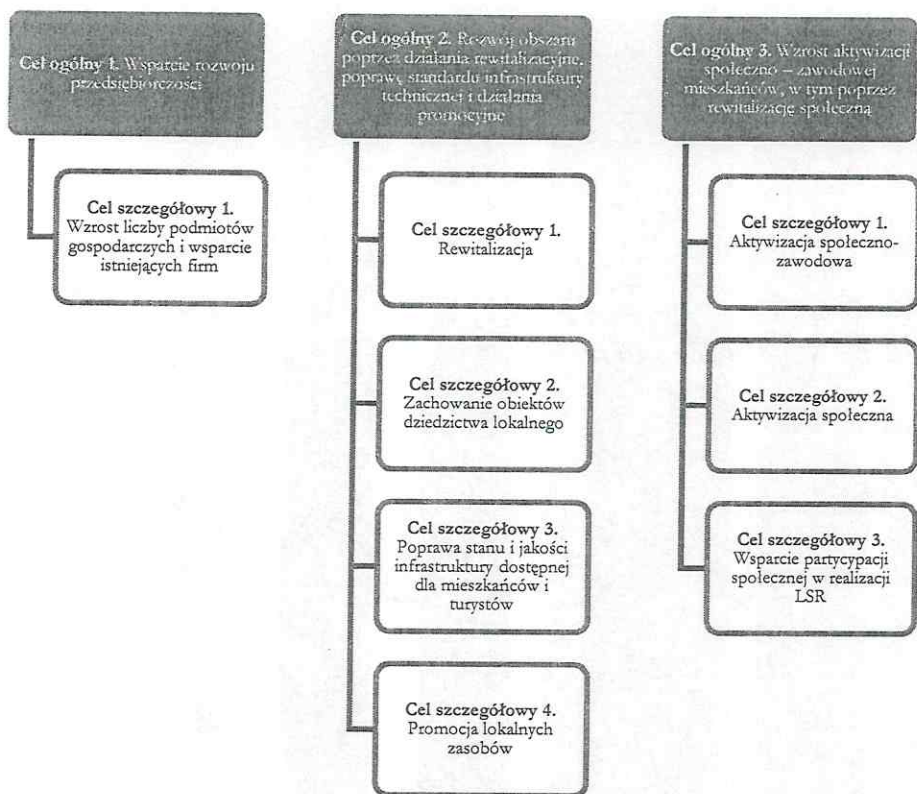 Cel ogólny 1. Wsparcie rozwoju
przedsiębiorczości
Cel szczegółowy 1.
Wzrost liczby podmiotów
gospodarczych i wsparcie
istniejących firm
Cel ogólny 2. Rozwój obszaru
poprzez działania rewitalizacyjne,
poprawę standardu infrastruktury
technicznej i działania
promocyjne
Cel szczegółowy 1.
Rewitalizacja
Cel szczegółowy 2.
Zachowanie obiektów
dziedzictwa lokalnego
Cel szczegółowy 3.
Poprawa stanu i jakości
infrastruktury dostępnej
dla mieszkańców i
turystów
Cel szczegółowy 4.
Promocja lokalnych
zasobów
Cel ogólny 3. Wzrost aktywizacji
społeczno – zawodowej
mieszkańców, w tym poprzez
rewitalizację społeczną
Cel szczegółowy 1.
Aktywizacja społeczno-
zawodowa
Cel szczegółowy 2.
Aktywizacja społeczna
Cel szczegółowy 3.
Wsparcie partycypacji
społecznej w realizacji
LSR